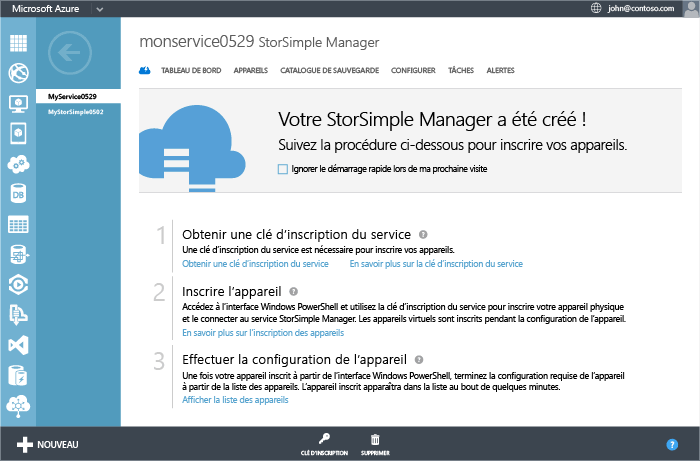 Microsoft Azure
john@contoso.com
MyService0529
MyStorSimple0502
DB
monservice0529 StorSimple Manager
TABLEAU DE BORD APPAREILS CATALOGUE DE SAUVEGARDE CONFIGURER TÂCHES ALERTES
Votre StorSimple Manager a été créé !
Suivez la procédure ci-dessous pour inscrire vos appareils.
Ignorer le démarrage rapide lors de ma prochaine visite
1 Obtenir une clé d'inscription du service ?
Une clé d'inscription du service est nécessaire pour inscrire vos appareils.
Obtenir une clé d'inscription du service En savoir plus sur la clé d'inscription du service
2 Inscrire l'appareil ?
Accédez à l'interface Windows PowerShell et utilisez la clé d'inscription du service pour inscrire votre appareil physique
et le connecter au service StorSimple Manager. Les appareils virtuels sont inscrits pendant la configuration de l'appareil.
En savoir plus sur l'inscription des appareils
3 Effectuer la configuration de l'appareil ?
Une fois votre appareil inscrit à partir de l'interface Windows PowerShell, terminez la configuration requise de l'appareil
à partir de la liste des appareils. L'appareil inscrit apparaîtra dans la liste au bout de quelques minutes.
Afficher la liste des appareils
NOUVEAU
CLÉ D'INSCRIPTION SUPPRIMER
?